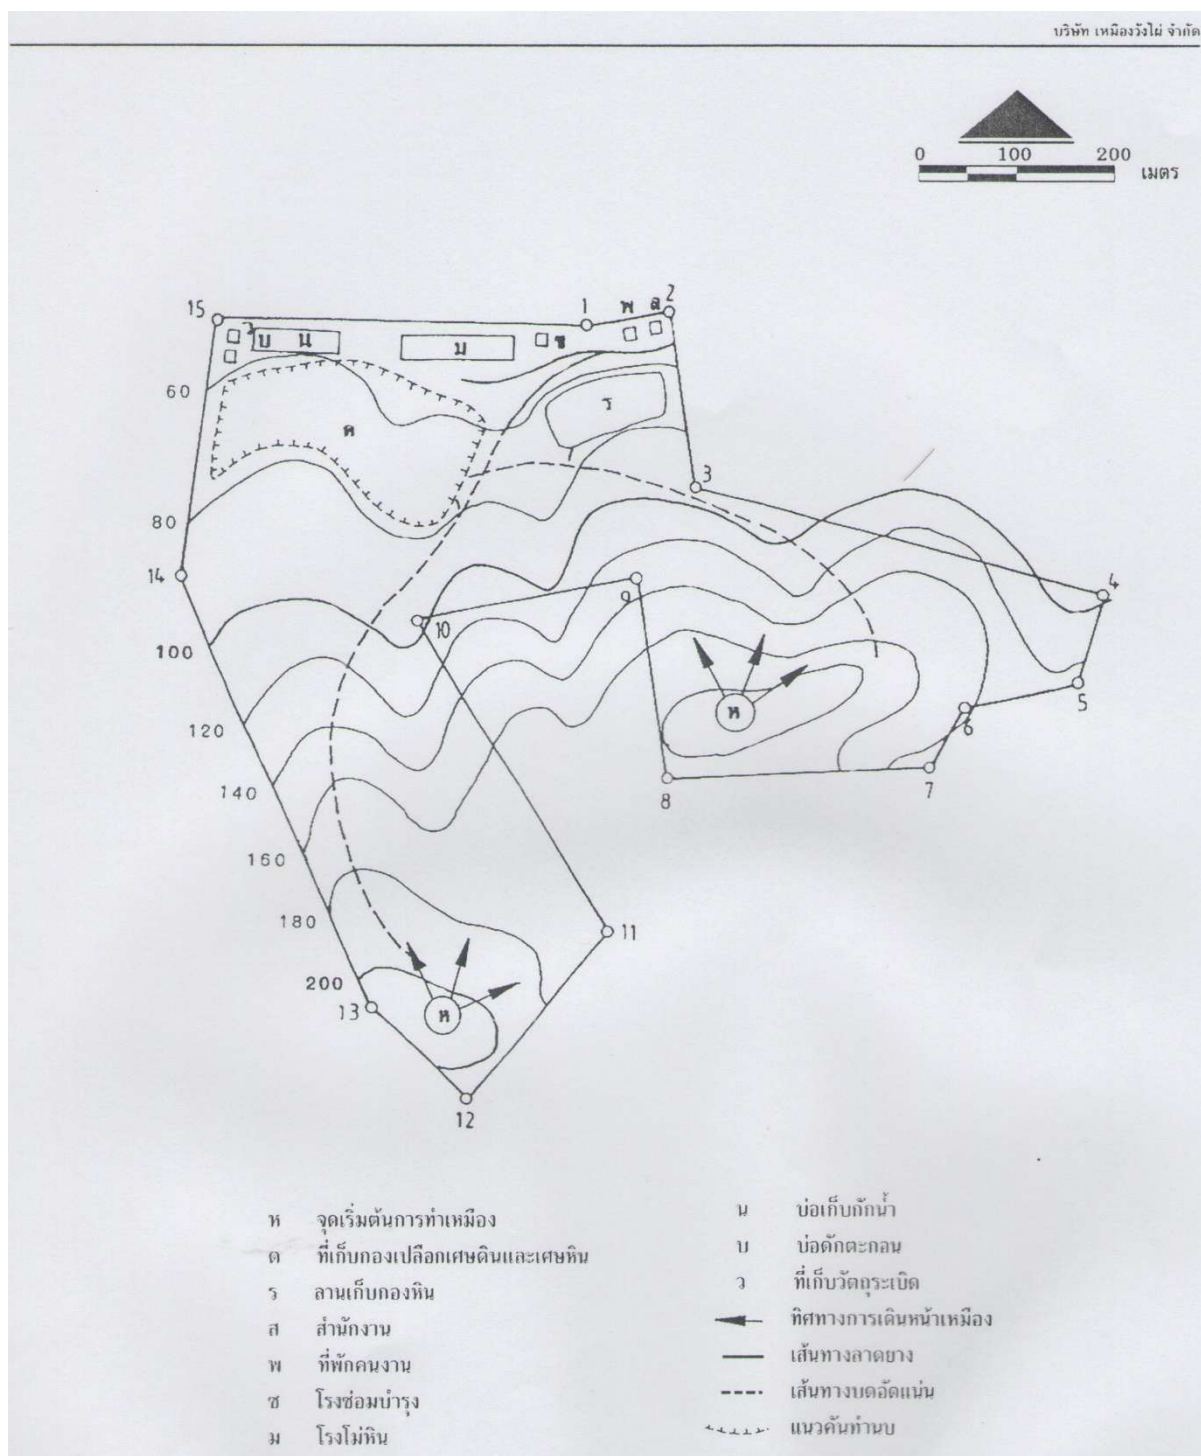 บริษัท เหมืองวังไผ่ จำกัด
0 100 200
เมตร
15 1 พ ส 2
ว บ น ม ซ
60
ร
ต
3
80
14 9 4
10
100
120 ห 5
6
140 8 7
160
180 11
200
13 ห
12
ห จุดเริ่มต้นการทำเหมือง
ต ที่เก็บกองเปลือกเศษดินและเศษหิน
ร ลานเก็บกองหิน
ส สำนักงาน
พ ที่พักคนงาน
ซ โรงซ่อมบำรุง
ม โรงโม่หิน
น บ่อเก็บกักน้ำ
บ บ่อดักตะกอน
ว ที่เก็บวัตถุระเบิด
ทิศทางการเดินหน้าเหมือง
เส้นทางลาดยาง
เส้นทางบดอัดแน่น
แนวคันทำนบ